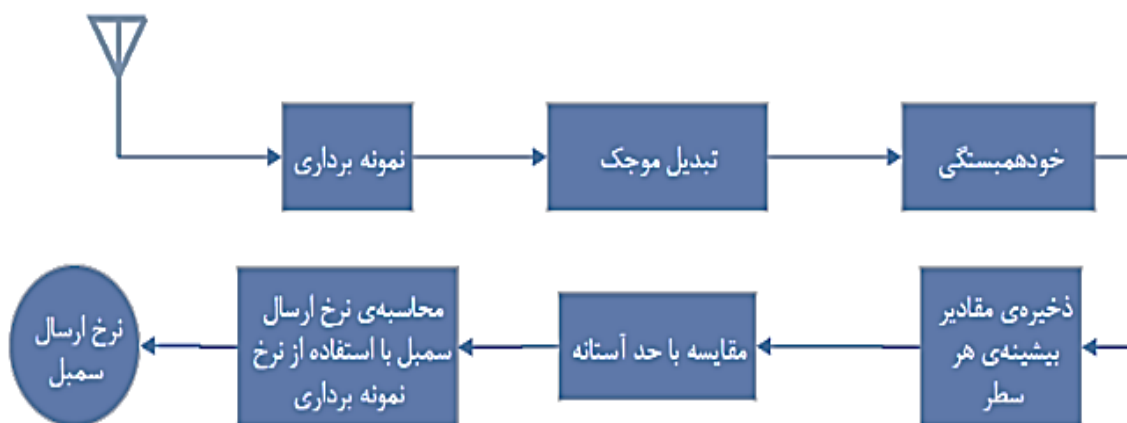 نمونه برداری
تبدیل موجک
خودهمبستگی
ذخیره‌ی مقادیر
بیشینه‌ی هر
سطر
مقایسه با حد آستانه
محاسبه‌ی نرخ ارسال
سمبل با استفاده از نرخ
نمونه برداری
نرخ ارسال
سمبل